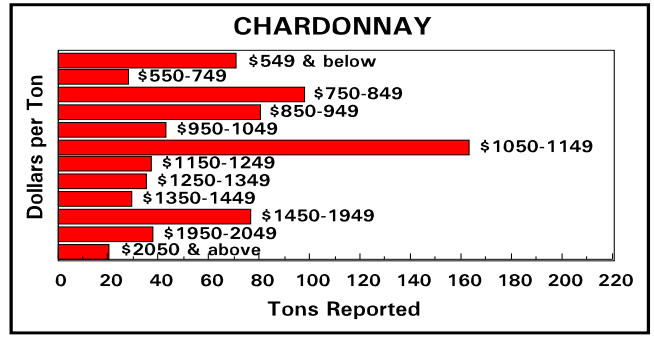 CHARDONNAY
Dollars per Ton
$549 & below
$550-749
$750-849
$850-949
$950-1049
$1050-1149
$1150-1249
$1250-1349
$1350-1449
$1450-1949
$1950-2049
$2050 & above
0 20 40 60 80 100 120 140 160 180 200 220
Tons Reported